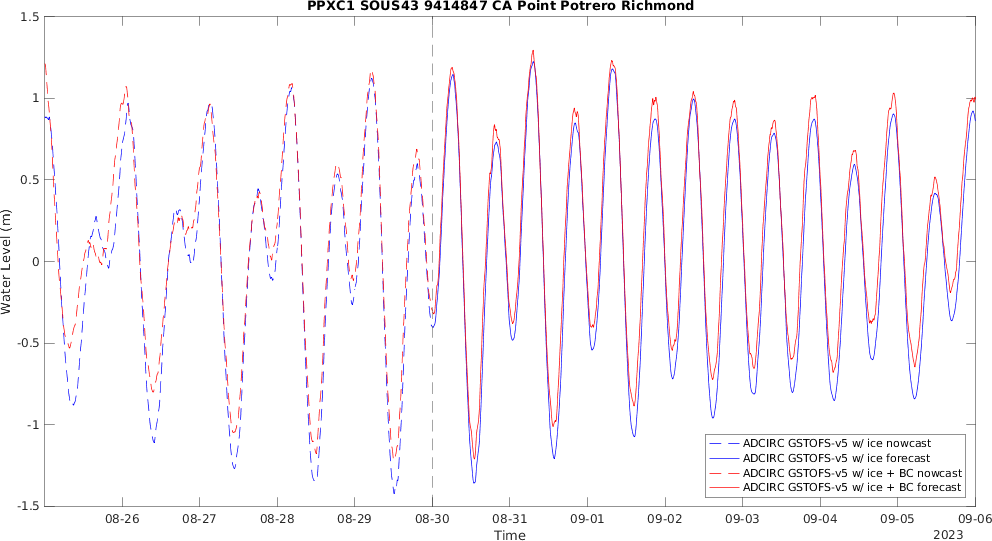 PPXC1 SOUS43 9414847 CA Point Potrero Richmond
1.5
1
0.5
0
-0.5
-1
-1.5
Water Level (m)
08-26 08-27 08-28 08-29 08-30 08-31 09-01 09-02 09-03 09-04 09-05 09-06
Time
2023
ADCIRC GSTOFS-v5 w/ ice nowcast
ADCIRC GSTOFS-v5 w/ ice forecast
ADCIRC GSTOFS-v5 w/ ice + BC nowcast
ADCIRC GSTOFS-v5 w/ ice + BC forecast